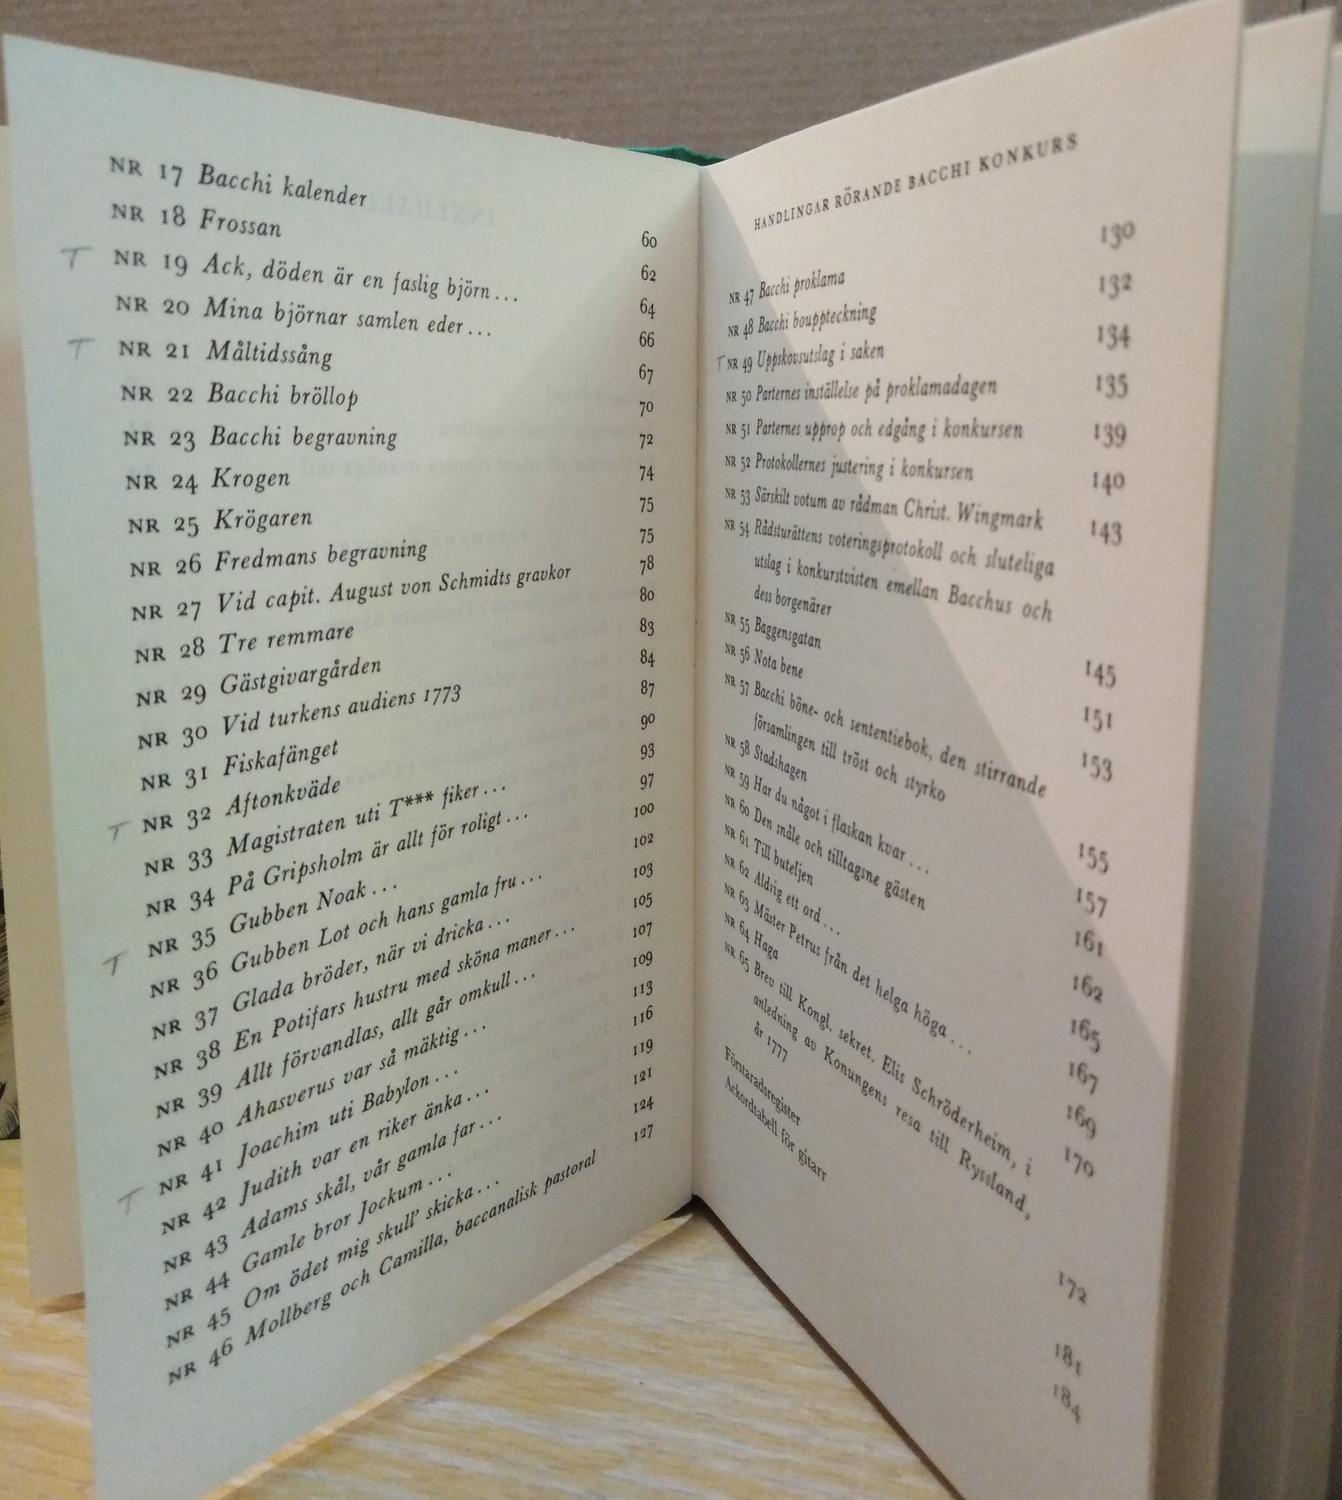 NR 17 Bacchi kalender 60
NR 18 Frossan 62
T NR 19 Ack, döden är en faslig björn... 64
NR 20 Mina björnar samlen eder... 66
T NR 21 Måltidssång 67
NR 22 Bacchi bröllop 70
NR 23 Bacchi begravning 72
NR 24 Krogen 74
NR 25 Krögaren 75
NR 26 Fredmans begravning 75
NR 27 Vid capit. August von Schmidts gravkor 78
NR 28 Tre remmare 80
NR 29 Gästgivargården 83
NR 30 Vid turkens audiens 1773 84
NR 31 Fiskafänget 87
T NR 32 Aftonkväde 90
NR 33 Magistraten uti T*** fiker... 93
NR 34 På Gripsholm är allt för roligt... 97
T NR 35 Gubben Noak... 100
NR 36 Gubben Lot och hans gamla fru... 102
NR 37 Glada bröder, när vi dricka... 103
NR 38 En Potifars hustru med sköna maner... 105
NR 39 Allt förvandlas, allt går omkull... 107
NR 40 Ahasverus var så mäktig... 109
T NR 41 Joachim uti Babylon... 113
NR 42 Judith var en riker änka... 116
NR 43 Adams skål, vår gamla far... 119
NR 44 Gamle bror Jockum... 121
NR 45 Om ödet mig skull' skicka... 124
NR 46 Mollberg och Camilla, baccanalisk pastoral 127
HANDLINGAR RÖRANDE BACCHI KONKURS
NR 47 Bacchi proklama 130
NR 48 Bacchi bouppteckning 132
T NR 49 Uppskovsutslag i saken 134
NR 50 Parternes inställelse på proklamadagen 135
NR 51 Parternes upprop och edgång i konkursen 139
NR 52 Protokollernes justering i konkursen 140
NR 53 Särskilt votum av rådman Christ. Wingmark 143
NR 54 Rådsturättens voteringsprotokoll och sluteliga
utslag i konkurstvisten emellan Bacchus och
dess borgenärer 145
NR 55 Baggensgatan 151
NR 56 Nota bene 153
NR 57 Bacchi böne- och sententiebok, den stirrande
församlingen till tröst och styrko 155
NR 58 Stadshagen 157
NR 59 Har du något i flaskan kvar... 161
NR 60 Den snåle och tilltagsne gästen 162
NR 61 Till buteljen 165
NR 62 Aldrig ett ord... 167
NR 63 Mäster Petrus från det helga höga... 169
NR 64 Haga 170
NR 65 Brev till Kongl. sekret. Elis Schröderheim, i
anledning av Konungens resa till Ryssland,
år 1777 172
Förstaradsregister 181
Ackordtabell för gitarr 184